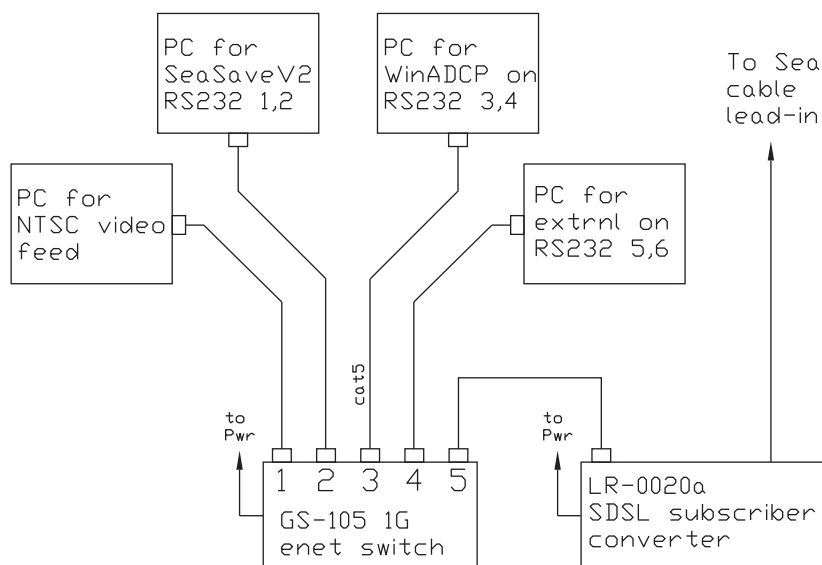 PC for
SeaSaveV2
RS232 1,2
PC for
WinADCP on
RS232 3,4
To Sea
cable
lead-in
PC for
NTSC video
feed
PC for
extrnl on
RS232 5,6
cat5
to
Pwr
to
Pwr
1 2 3 4 5
GS-105 1G
enet switch
LR-0020a
SDSL subscriber
converter